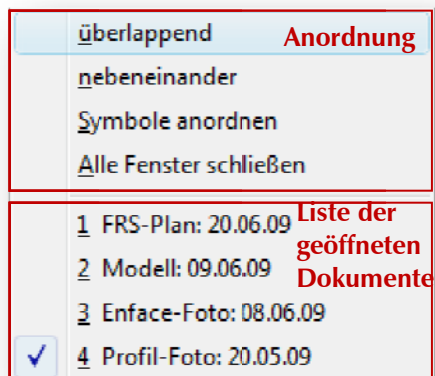 überlappend Anordnung
nebeneinander
Symbole anordnen
Alle Fenster schließen
1 FRS-Plan: 20.06.09 Liste der
geöffneten
2 Modell: 09.06.09 Dokumente
3 Enface-Foto: 08.06.09
4 Profil-Foto: 20.05.09